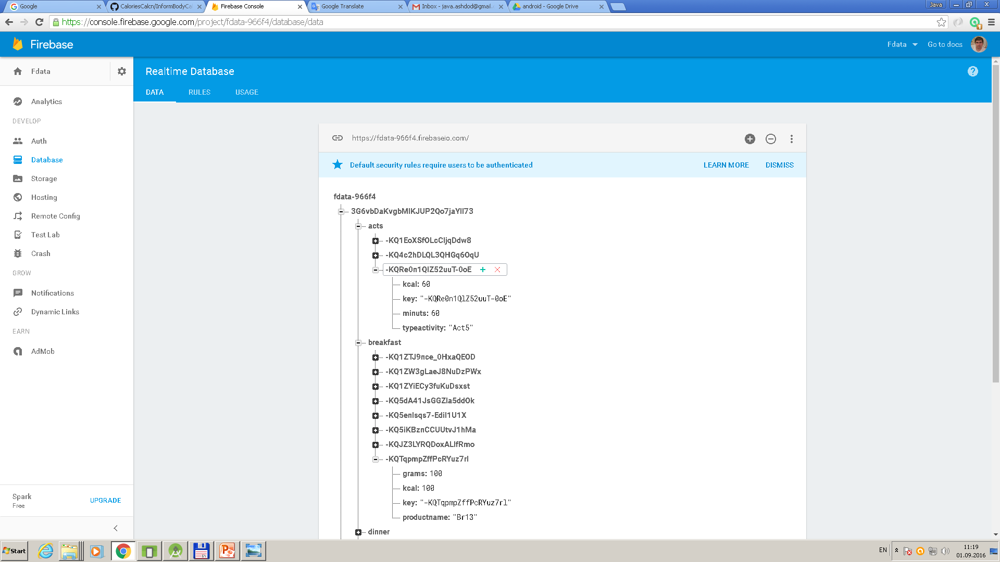 Google
CaloriesCalcn/InformBodyCal
Firebase Console
Google Translate
Inbox - java.ashdod@gmail.
android - Google Drive
Java
https://console.firebase.google.com/project/fdata-966f4/database/data
1
Firebase
Fdata
Go to docs
Fdata
Realtime Database
?
DATA
RULES
USAGE
Analytics
DEVELOP
Auth
Database
Storage
Hosting
Remote Config
Test Lab
Crash
GROW
Notifications
Dynamic Links
EARN
AdMob
Spark
Free
UPGRADE
https://fdata-966f4.firebaseio.com/
Default security rules require users to be authenticated
LEARN MORE
DISMISS
fdata-966f4
3G6vbDaKvgbMIKJUP2Qo7jaYIl73
acts
-KQ1EoXSfOLcCljqDdw8
-KQ4c2hDLQL3QHGq6OqU
-KQRe0n1QlZ52uuT-0oE
kcal: 60
key: "-KQRe0n1QlZ52uuT-0oE"
minuts: 60
typeactivity: "Act5"
breakfast
-KQ1ZTJ9nce_0HxaQEOD
-KQ1ZW3gLaeJ8NuDzPWx
-KQ1ZYiECy3fuKuDsxst
-KQ5dA41JsGGZla5ddOk
-KQ5enlsqs7-Edil1U1X
-KQ5iKBznCCUUtvJ1hMa
-KQJZ3LYRQDoxALlfRmo
-KQTqpmpZffPcRYuz7rl
grams: 100
kcal: 100
key: "-KQTqpmpZffPcRYuz7rl"
productname: "Br13"
dinner
Start
64
EN
11:19
01.09.2016